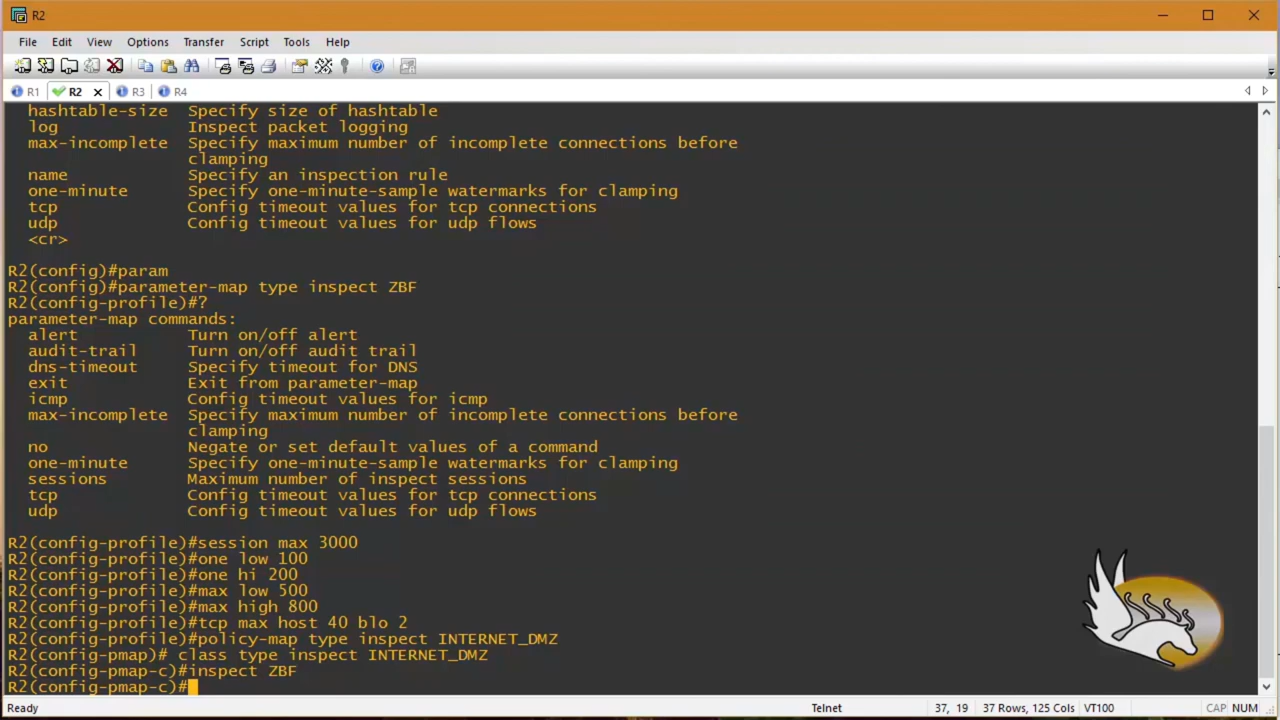 R2
File Edit View Options Transfer Script Tools Help
R1 R2 x R3 R4
hashtable-size Specify size of hashtable
log Inspect packet logging
max-incomplete Specify maximum number of incomplete connections before
clamping
name Specify an inspection rule
one-minute Specify one-minute-sample watermarks for clamping
tcp Config timeout values for tcp connections
udp Config timeout values for udp flows
<cr>
R2(config)#param
R2(config)#parameter-map type inspect ZBF
R2(config-profile)#?
parameter-map commands:
alert Turn on/off alert
audit-trail Turn on/off audit trail
dns-timeout Specify timeout for DNS
exit Exit from parameter-map
icmp Config timeout values for icmp
max-incomplete Specify maximum number of incomplete connections before
clamping
no Negate or set default values of a command
one-minute Specify one-minute-sample watermarks for clamping
sessions Maximum number of inspect sessions
tcp Config timeout values for tcp connections
udp Config timeout values for udp flows
R2(config-profile)#session max 3000
R2(config-profile)#one low 100
R2(config-profile)#one hi 200
R2(config-profile)#max low 500
R2(config-profile)#max high 800
R2(config-profile)#tcp max host 40 blo 2
R2(config-profile)#policy-map type inspect INTERNET_DMZ
R2(config-pmap)# class type inspect INTERNET_DMZ
R2(config-pmap-c)#inspect ZBF
R2(config-pmap-c)#
Ready Telnet 37, 19 37 Rows, 125 Cols VT100 CAP NUM